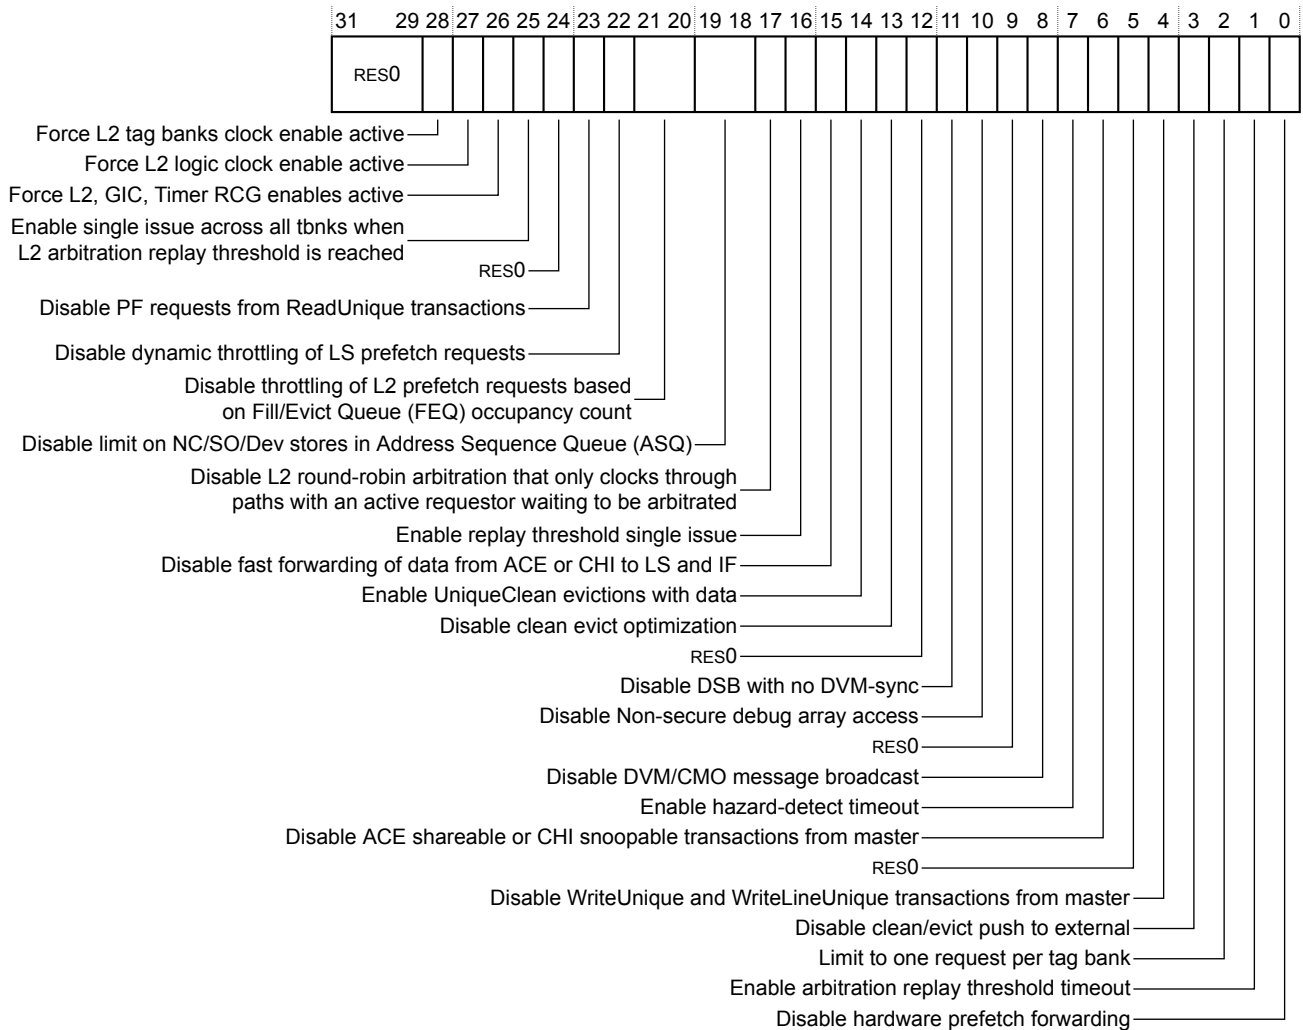 31 29 28 27 26 25 24 23 22 21 20 19 18 17 16 15 14 13 12 11 10 9 8 7 6 5 4 3 2 1 0
RES0
Force L2 tag banks clock enable active
Force L2 logic clock enable active
Force L2, GIC, Timer RCG enables active
Enable single issue across all tbnks when
L2 arbitration replay threshold is reached
RES0
Disable PF requests from ReadUnique transactions
Disable dynamic throttling of LS prefetch requests
Disable throttling of L2 prefetch requests based
on Fill/Evict Queue (FEQ) occupancy count
Disable limit on NC/SO/Dev stores in Address Sequence Queue (ASQ)
Disable L2 round-robin arbitration that only clocks through
paths with an active requestor waiting to be arbitrated
Enable replay threshold single issue
Disable fast forwarding of data from ACE or CHI to LS and IF
Enable UniqueClean evictions with data
Disable clean evict optimization
RES0
Disable DSB with no DVM-sync
Disable Non-secure debug array access
RES0
Disable DVM/CMO message broadcast
Enable hazard-detect timeout
Disable ACE shareable or CHI snoopable transactions from master
RES0
Disable WriteUnique and WriteLineUnique transactions from master
Disable clean/evict push to external
Limit to one request per tag bank
Enable arbitration replay threshold timeout
Disable hardware prefetch forwarding